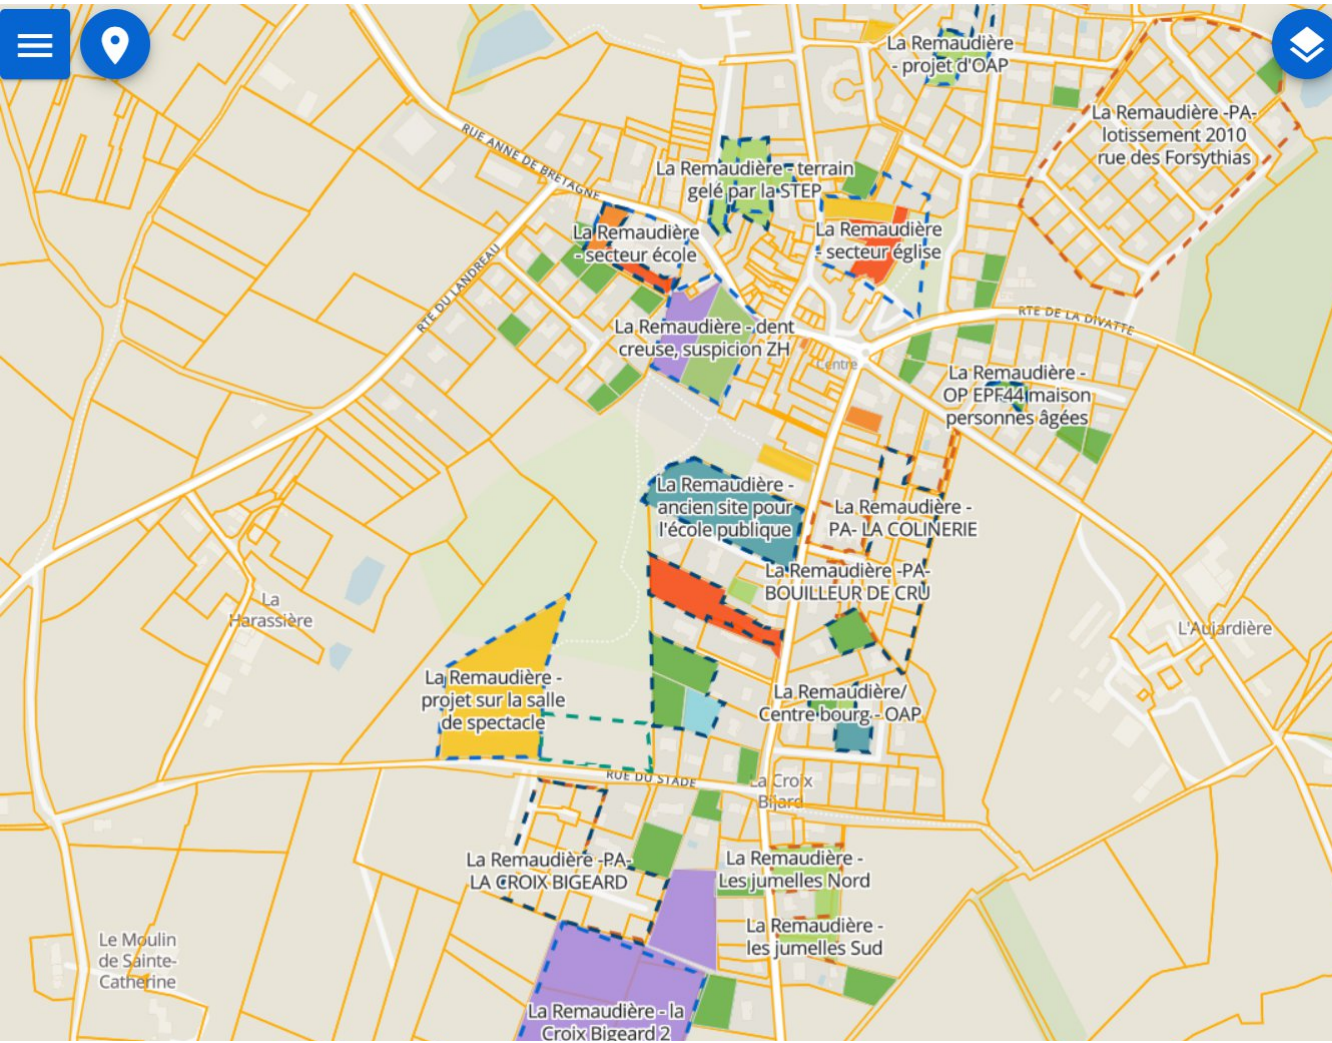 La Remaudière
- projet d'OAP
La Remaudière -PA-
lotissement 2010
rue des Forsythias
RUE ANNE DE BRETAGNE
La Remaudière - terrain
gelé par la STEP
La Remaudière
- secteur école
La Remaudière
- secteur église
RTE DU LANDREAU
RTE DE LA DIVATTE
La Remaudière - dent
creuse, suspicion ZH
Centre
La Remaudière -
OP EPF44 maison
personnes âgées
La Remaudière -
ancien site pour
l'école publique
La Remaudière -
PA- LA COLINERIE
La Remaudière -PA-
BOUILLEUR DE CRU
La
Harassière
L'Aujardière
La Remaudière -
projet sur la salle
de spectacle
La Remaudière/
Centre bourg - OAP
RUE DU STADE
La Croix
Bijard
La Remaudière -PA-
LA CROIX BIGEARD
La Remaudière -
Les jumelles Nord
La Remaudière -
les jumelles Sud
Le Moulin
de Sainte-
Catherine
La Remaudière - la
Croix Bigeard 2